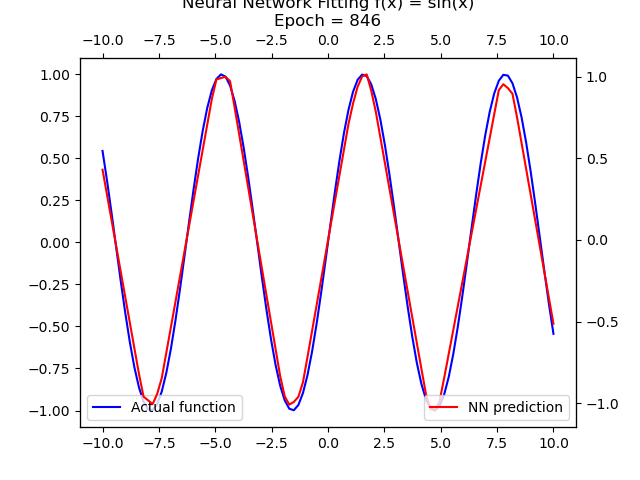 Neural Network Fitting f(x) = sin(x)
Epoch = 846
−10.0 −7.5 −5.0 −2.5 0.0 2.5 5.0 7.5 10.0
1.00
0.75
0.50
0.25
0.00
−0.25
−0.50
−0.75
−1.00
1.0
0.5
0.0
−0.5
−1.0
Actual function
NN prediction
−10.0 −7.5 −5.0 −2.5 0.0 2.5 5.0 7.5 10.0